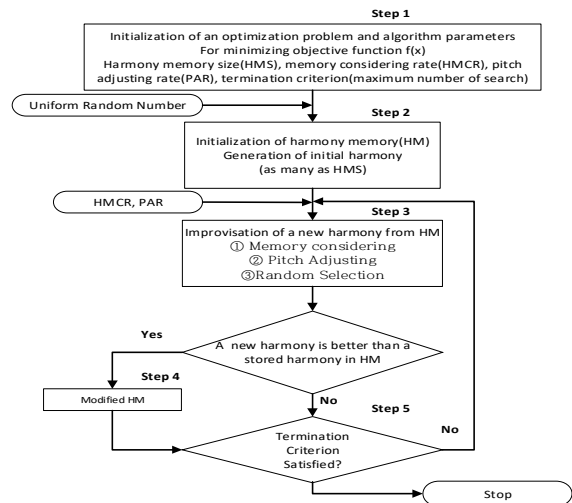 Step 1
Initialization of an optimization problem and algorithm parameters
For minimizing objective function f(x)
Harmony memory size(HMS), memory considering rate(HMCR), pitch
adjusting rate(PAR), termination criterion(maximum number of search)
Uniform Random Number
Step 2
Initialization of harmony memory(HM)
Generation of initial harmony
(as many as HMS)
HMCR, PAR
Step 3
Improvisation of a new harmony from HM
① Memory considering
② Pitch Adjusting
③Random Selection
Yes
A new harmony is better than a
stored harmony in HM
Step 4
Modified HM
No
Step 5
No
Termination
Criterion
Satisfied?
Stop